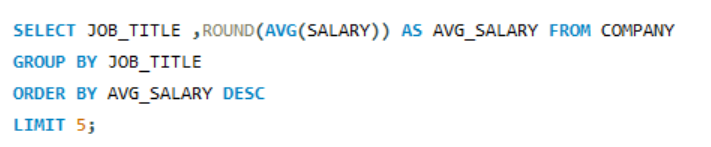 SELECT JOB_TITLE ,ROUND(AVG(SALARY)) AS AVG_SALARY FROM COMPANY
GROUP BY JOB_TITLE
ORDER BY AVG_SALARY DESC
LIMIT 5;